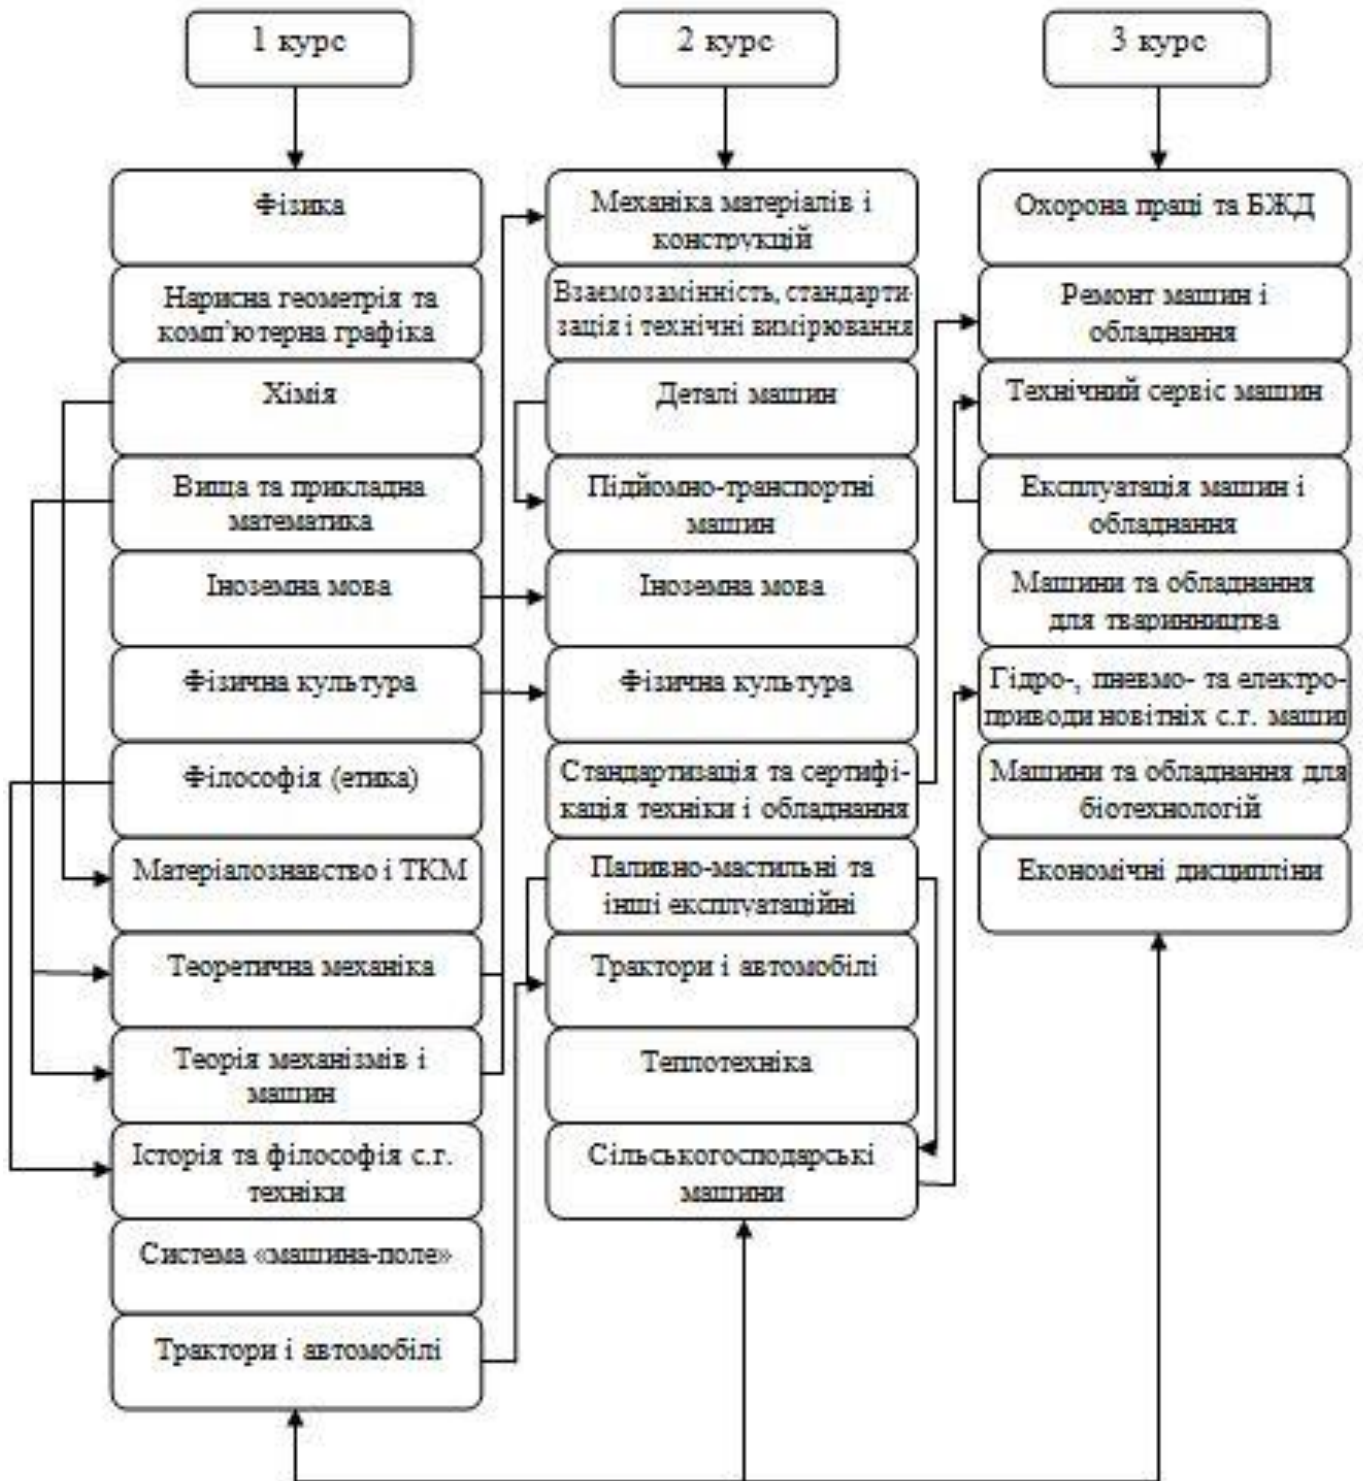 1 курс
2 курс
3 курс
Фізика
Нарисна геометрія та
комп’ютерна графіка
Хімія
Вища та прикладна
математика
Іноземна мова
Фізична культура
Філософія (етика)
Матеріалознавство і ТКМ
Теоретична механіка
Теорія механізмів і
машин
Історія та філософія с.г.
техніки
Система «машина-поле»
Трактори і автомобілі
Механіка матеріалів і
конструкцій
Взаємозамінність, стандарти-
зація і технічні вимірювання
Деталі машин
Підйомно-транспортні
машин
Іноземна мова
Фізична культура
Стандартизація та сертифі-
кація техніки і обладнання
Паливно-мастильні та
інші експлуатаційні
Трактори і автомобілі
Теплотехніка
Сільськогосподарські
машини
Охорона праці та БЖД
Ремонт машин і
обладнання
Технічний сервіс машин
Експлуатація машин і
обладнання
Машини та обладнання
для тваринництва
Гідро-, пневмо- та електро-
приводи новітніх с.г. машин
Машини та обладнання для
біотехнологій
Економічні дисципліни